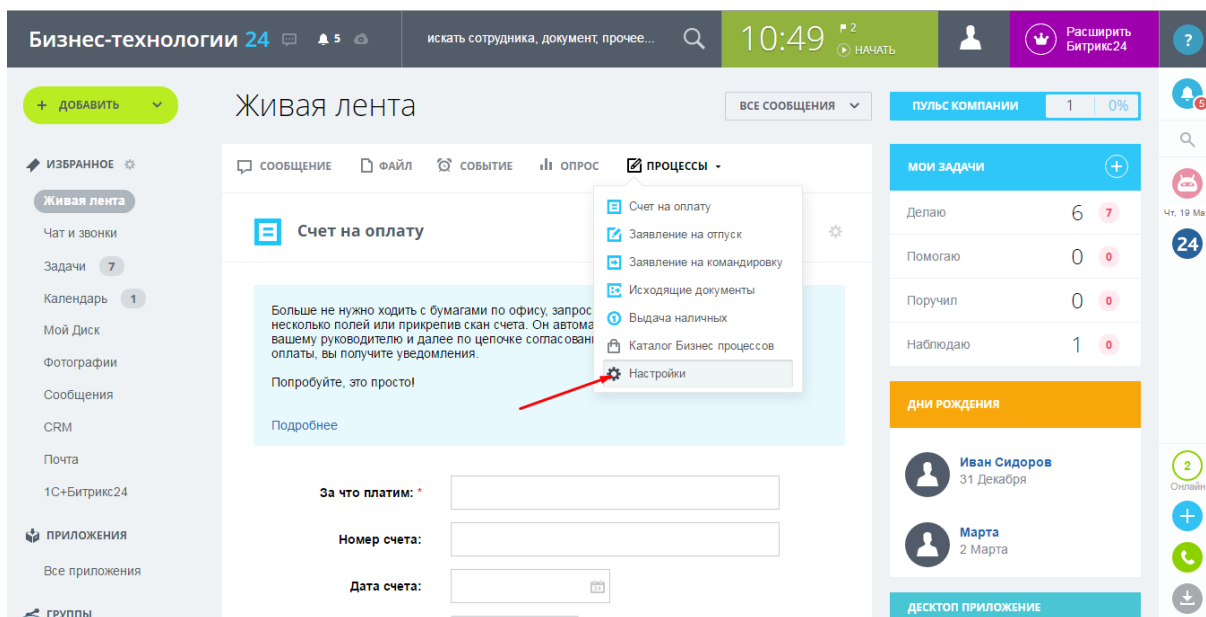 Бизнес-технологии 24
5
искать сотрудника, документ, прочее...
10:49
2
НАЧАТЬ
Расширить
Битрикс24
?
+ ДОБАВИТЬ
Живая лента
ВСЕ СООБЩЕНИЯ
ПУЛЬС КОМПАНИИ
1
0%
5
ИЗБРАННОЕ
Живая лента
Чат и звонки
Задачи 7
Календарь 1
Мой Диск
Фотографии
Сообщения
CRM
Почта
1С+Битрикс24
ПРИЛОЖЕНИЯ
Все приложения
ГРУППЫ
СООБЩЕНИЕ
ФАЙЛ
СОБЫТИЕ
ОПРОС
ПРОЦЕССЫ
Счет на оплату
Заявление на отпуск
Заявление на командировку
Исходящие документы
Выдача наличных
Каталог Бизнес процессов
Настройки
Счет на оплату
Больше не нужно ходить с бумагами по офису, запрос
несколько полей или прикрепив скан счета. Он автома
вашему руководителю и далее по цепочке согласован
оплаты, вы получите уведомления.
Попробуйте, это просто!
Подробнее
За что платим: *
Номер счета:
Дата счета:
МОИ ЗАДАЧИ
Делаю 6 7
Помогаю 0 0
Поручил 0 0
Наблюдаю 1 0
ДНИ РОЖДЕНИЯ
Иван Сидоров
31 Декабря
Марта
2 Марта
ДЕСКТОП ПРИЛОЖЕНИЕ
Чт, 19 Ма
24
2
Онлайн